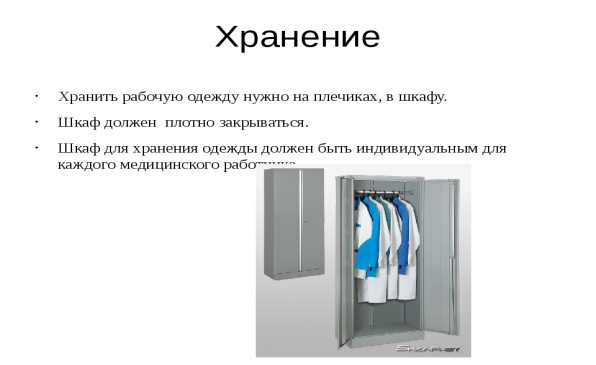 Хранение
• Хранить рабочую одежду нужно на плечиках, в шкафу.
• Шкаф должен  плотно закрываться.
• Шкаф для хранения одежды должен быть индивидуальным для
каждого медицинского работника